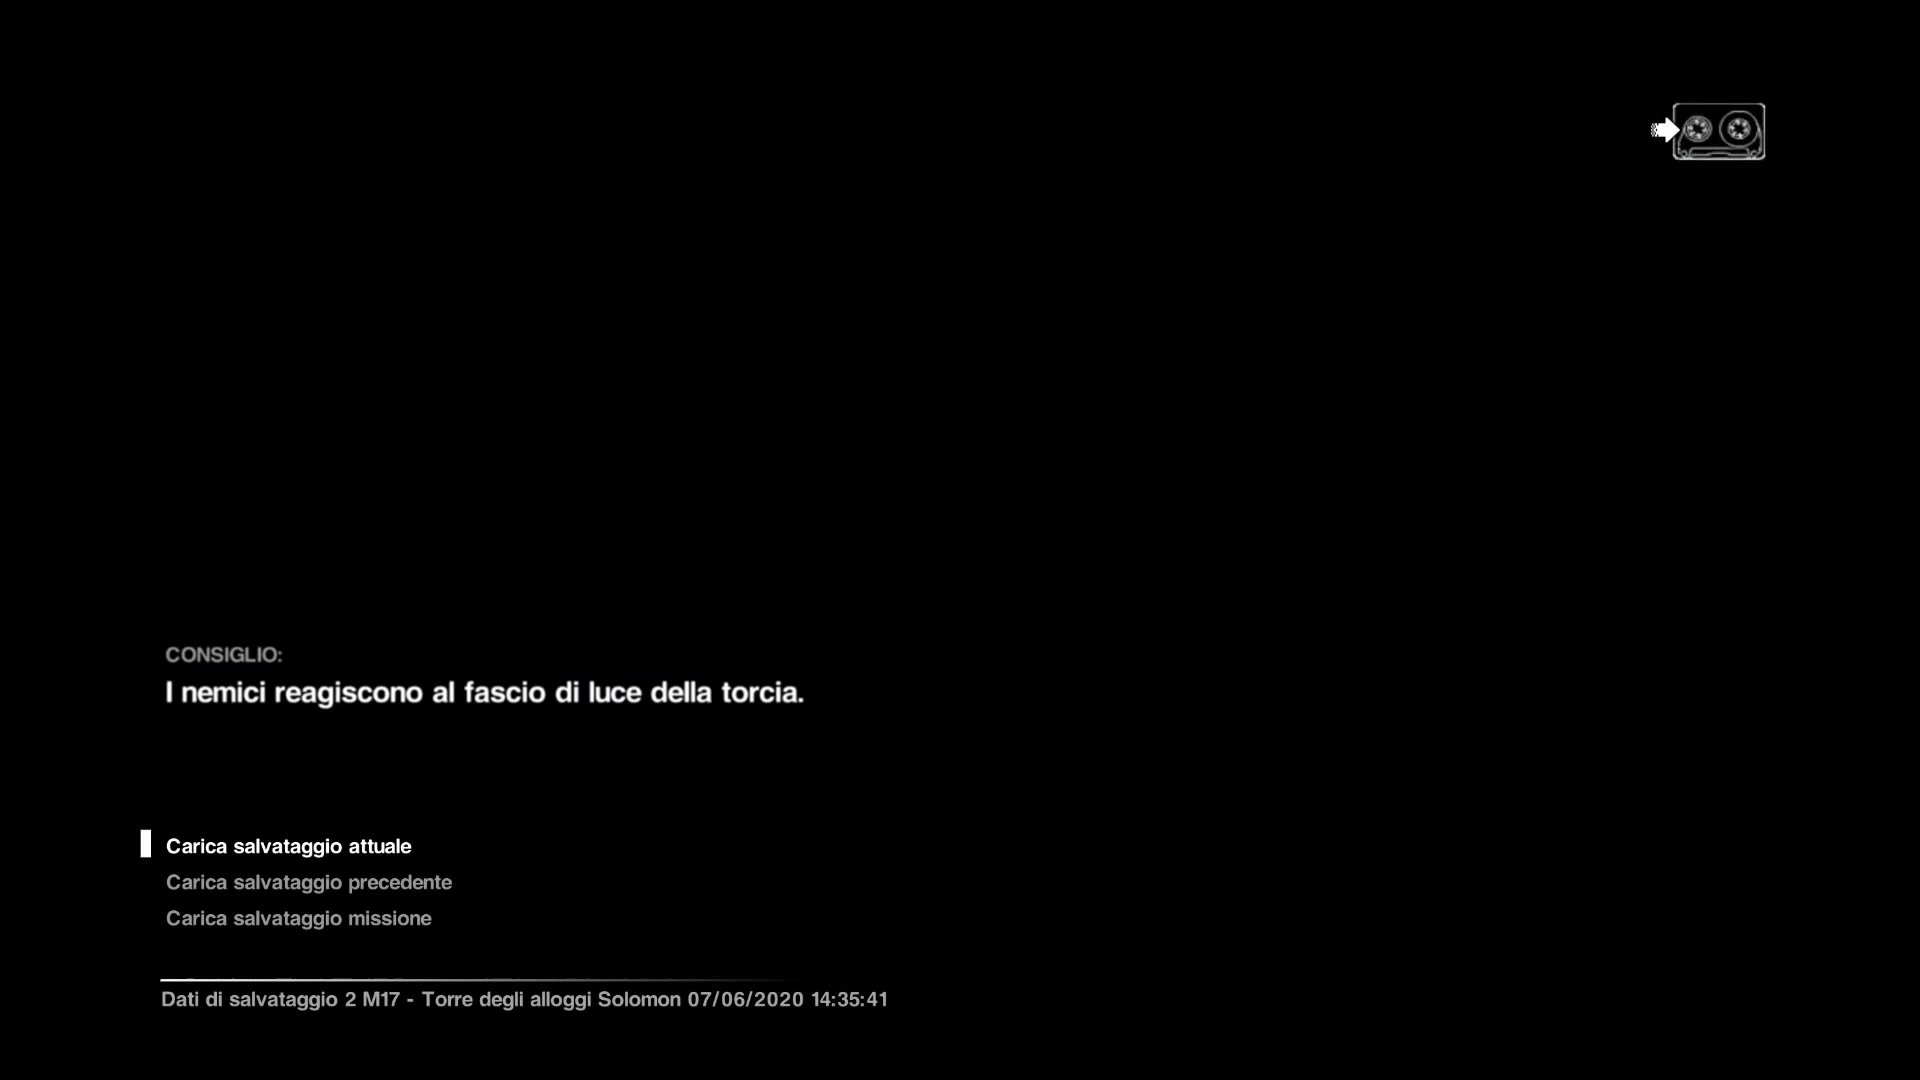 CONSIGLIO:
I nemici reagiscono al fascio di luce della torcia.
Carica salvataggio attuale
Carica salvataggio precedente
Carica salvataggio missione
Dati di salvataggio 2 M17 - Torre degli alloggi Solomon 07/06/2020 14:35:41